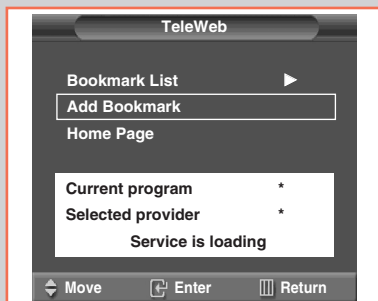 TeleWeb
Bookmark List ►
Add Bookmark
Home Page
Current program *
Selected provider *
Service is loading
Move Enter Return